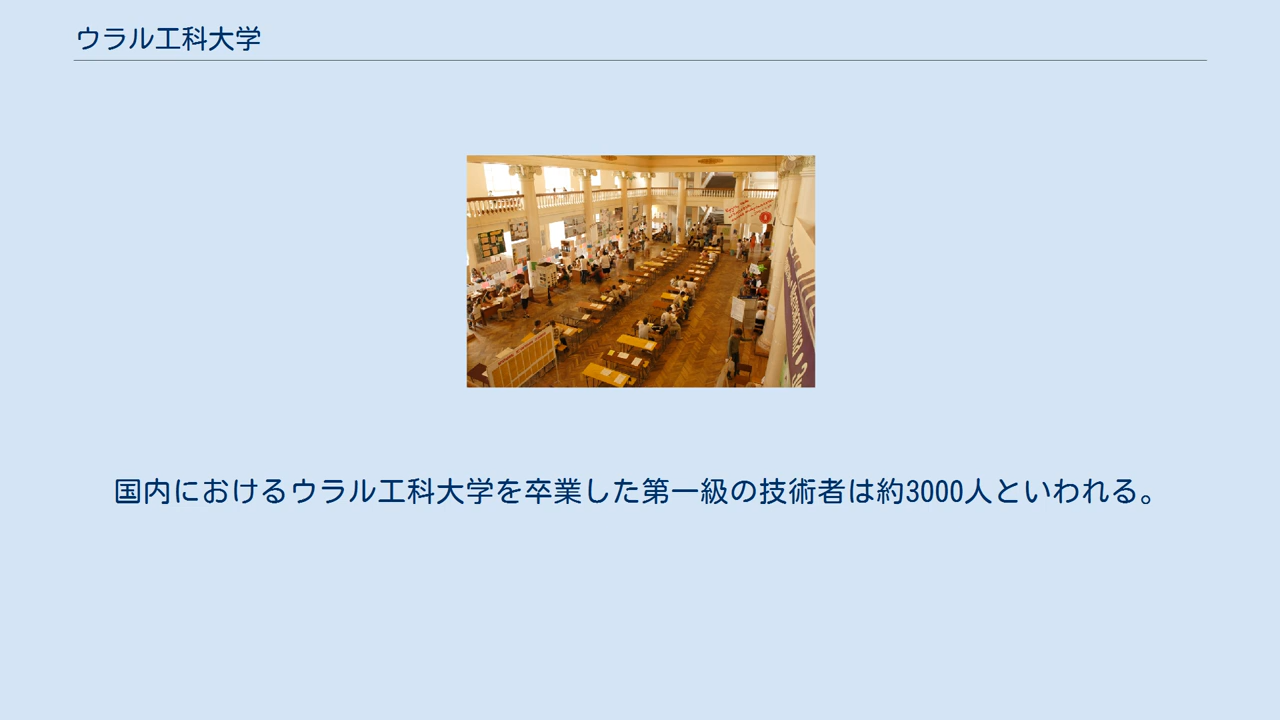 ウラル工科大学
国内におけるウラル工科大学を卒業した第一級の技術者は約3000人といわれる。